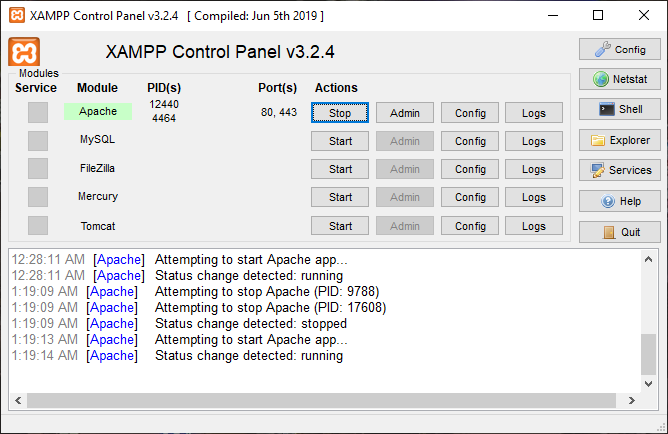 XAMPP Control Panel v3.2.4 [ Compiled: Jun 5th 2019 ]
XAMPP Control Panel v3.2.4
Config
Modules
Service Module PID(s) Port(s) Actions
Netstat
Apache 12440 4464 80, 443 Stop Admin Config Logs
Shell
MySQL Start Admin Config Logs
Explorer
FileZilla Start Admin Config Logs
Services
Mercury Start Admin Config Logs
Help
Tomcat Start Admin Config Logs
Quit
12:28:11 AM [Apache] Attempting to start Apache app...
12:28:11 AM [Apache] Status change detected: running
1:19:09 AM [Apache] Attempting to stop Apache (PID: 9788)
1:19:09 AM [Apache] Attempting to stop Apache (PID: 17608)
1:19:09 AM [Apache] Status change detected: stopped
1:19:13 AM [Apache] Attempting to start Apache app...
1:19:14 AM [Apache] Status change detected: running